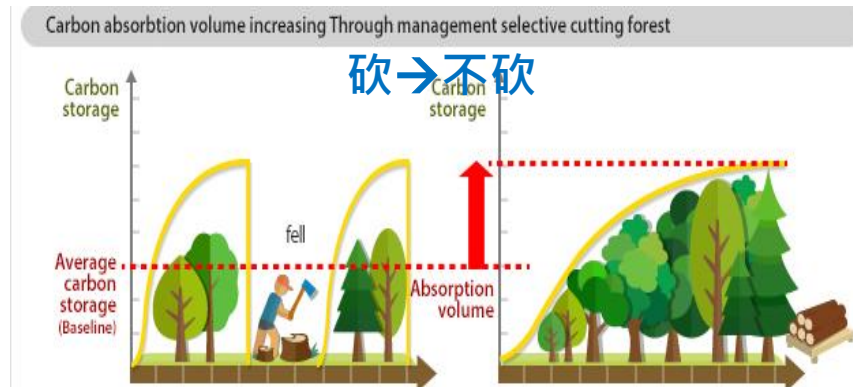 Carbon absorbtion volume increasing Through management selective cutting forest
砍→不砍
Carbon
storage
Carbon
storage
fell
Average
carbon
storage
(Baseline)
Absorption
volume